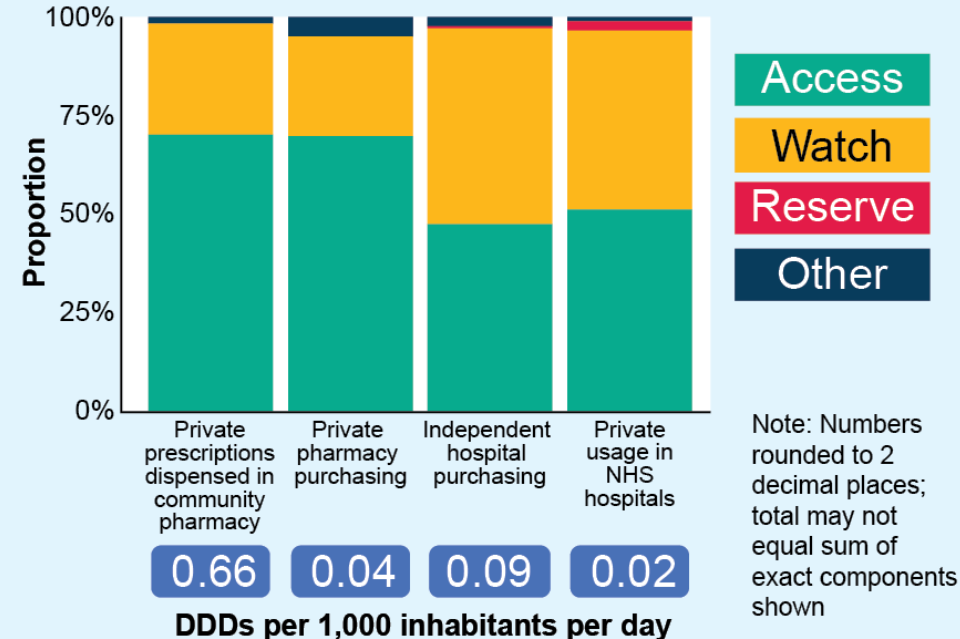 100%
75%
50%
25%
0%
Proportion
Access
Watch
Reserve
Other
Private
prescriptions
dispensed in
community
pharmacy
Private
pharmacy
purchasing
Independent
hospital
purchasing
Private
usage in
NHS
hospitals
0.66
0.04
0.09
0.02
DDDs per 1,000 inhabitants per day
Note: Numbers
rounded to 2
decimal places;
total may not
equal sum of
exact components
shown